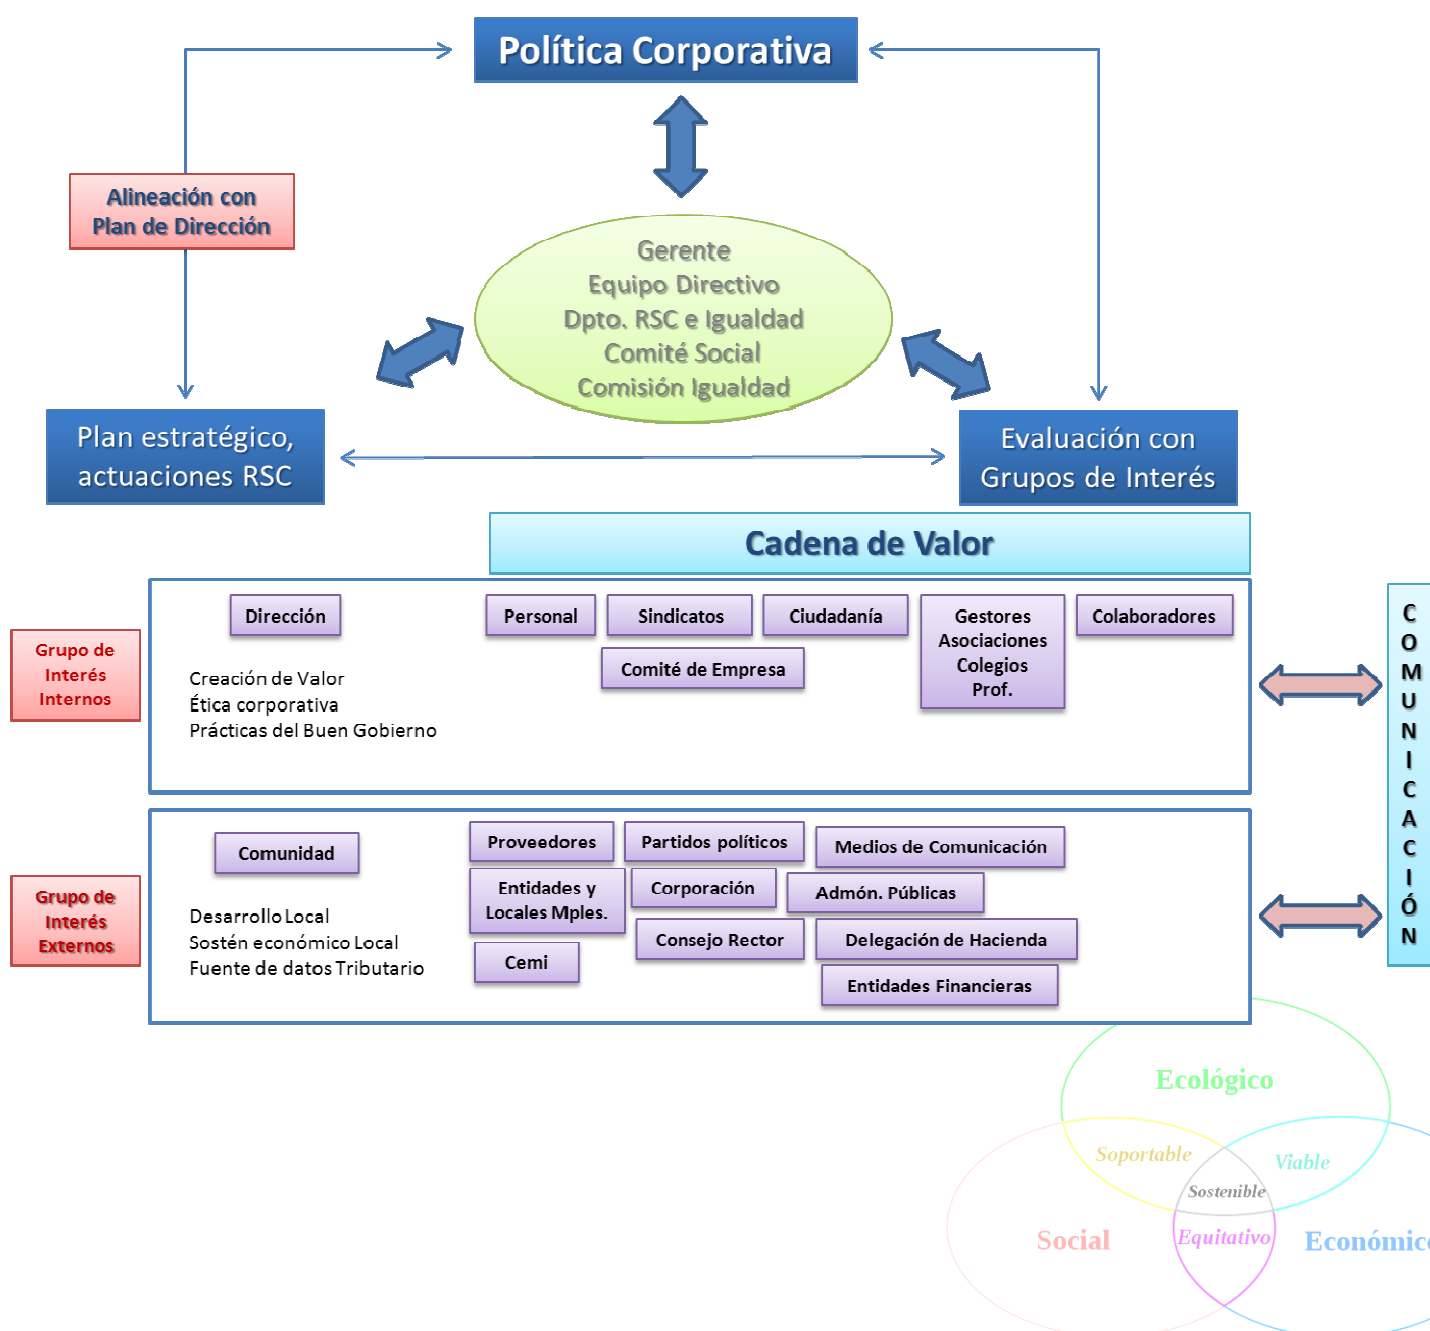 Política Corporativa
Alineación con
Plan de Dirección
Gerente
Equipo Directivo
Dpto. RSC e Igualdad
Comité Social
Comisión Igualdad
Plan estratégico,
actuaciones RSC
Evaluación con
Grupos de Interés
Cadena de Valor
Grupo de
Interés
Internos
Dirección
Creación de Valor
Ética corporativa
Prácticas del Buen Gobierno
Personal
Sindicatos
Ciudadanía
Comité de Empresa
Gestores
Asociaciones
Colegios
Prof.
Colaboradores
Grupo de
Interés
Externos
Comunidad
Desarrollo Local
Sostén económico Local
Fuente de datos Tributario
Proveedores
Partidos políticos
Medios de Comunicación
Entidades y
Locales Mples.
Corporación
Admón. Públicas
Consejo Rector
Delegación de Hacienda
Cemi
Entidades Financieras
COMUNICACIÓN
Ecológico
Soportable
Viable
Sostenible
Social
Equitativo
Económico